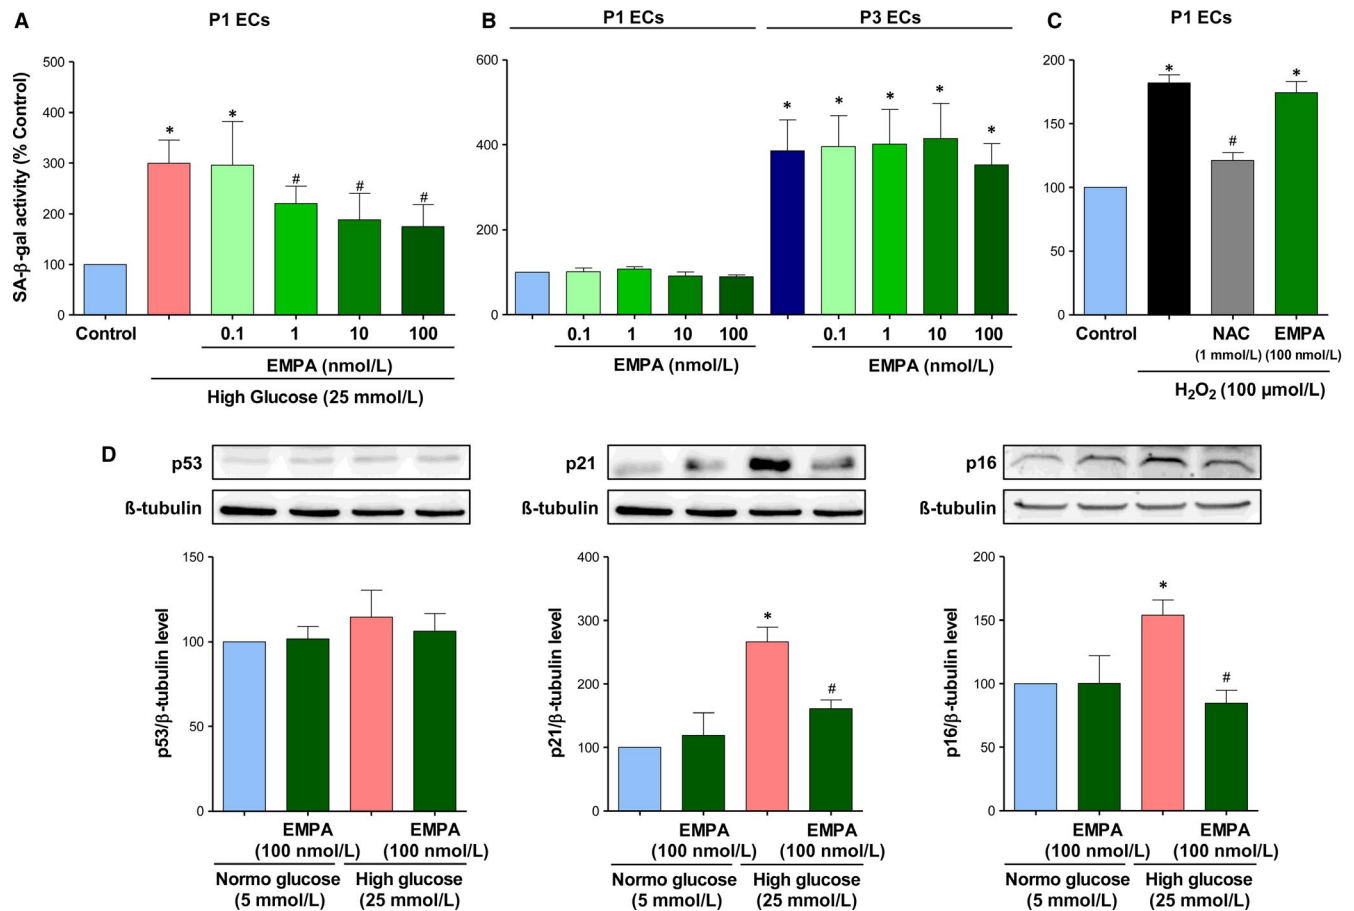 A
P1 ECs
SA-β-gal activity (% Control)
500
400
300
200
100
0
*
*
#
#
#
Control
0.1
1
10
100
EMPA (nmol/L)
High Glucose (25 mmol/L)
B
P1 ECs
P3 ECs
600
400
200
0
*
*
*
*
*
0.1
1
10
100
0.1
1
10
100
EMPA (nmol/L)
EMPA (nmol/L)
C
P1 ECs
200
150
100
50
0
*
#
*
Control
NAC
(1 mmol/L)
EMPA
(100 nmol/L)
H₂O₂ (100 µmol/L)
D
p53
ß-tubulin
p53/β-tubulin level
150
100
50
0
EMPA
(100 nmol/L)
EMPA
(100 nmol/L)
Normo glucose
(5 mmol/L)
High glucose
(25 mmol/L)
p21
ß-tubulin
p21/β-tubulin level
400
300
200
100
0
*
#
EMPA
(100 nmol/L)
EMPA
(100 nmol/L)
Normo glucose
(5 mmol/L)
High glucose
(25 mmol/L)
p16
ß-tubulin
p16/β-tubulin level
200
150
100
50
0
*
#
EMPA
(100 nmol/L)
EMPA
(100 nmol/L)
Normo glucose
(5 mmol/L)
High glucose
(25 mmol/L)